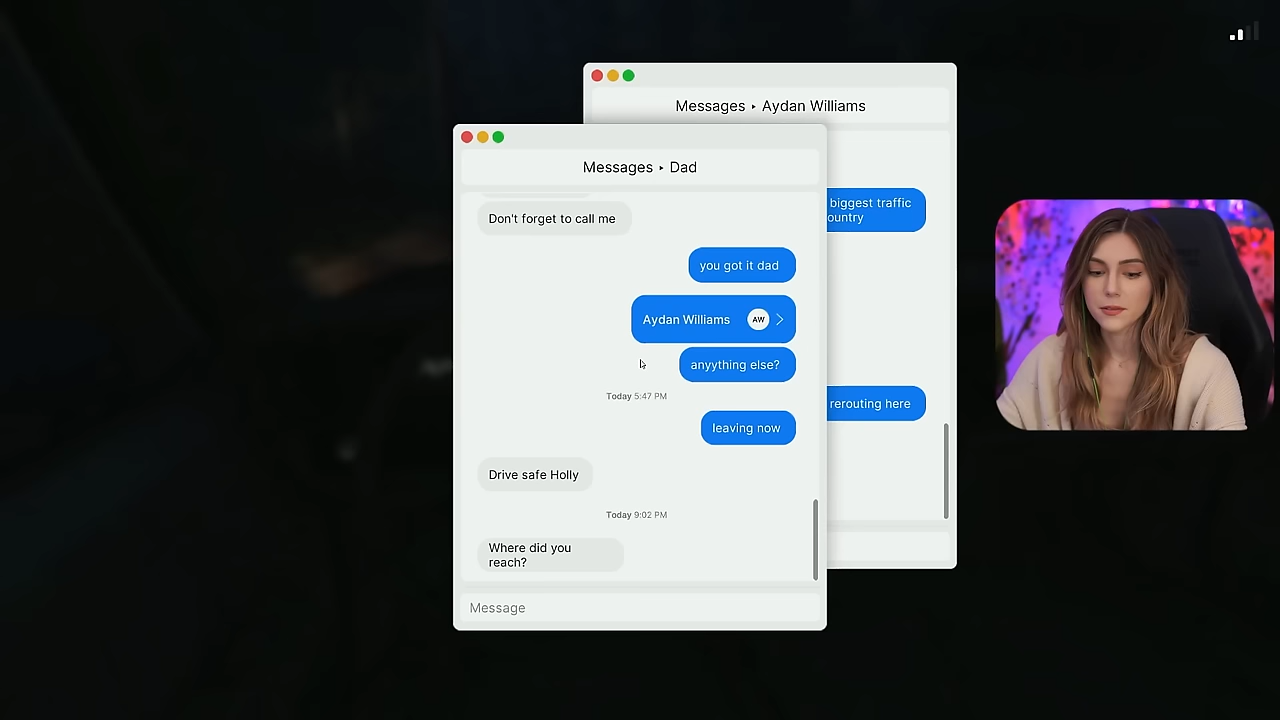 Messages ▸ Aydan Williams
biggest traffic
ountry
rerouting here
Messages ▸ Dad
Don't forget to call me
you got it dad
Aydan Williams AW
anyything else?
Today 5:47 PM
leaving now
Drive safe Holly
Today 9:02 PM
Where did you
reach?
Message